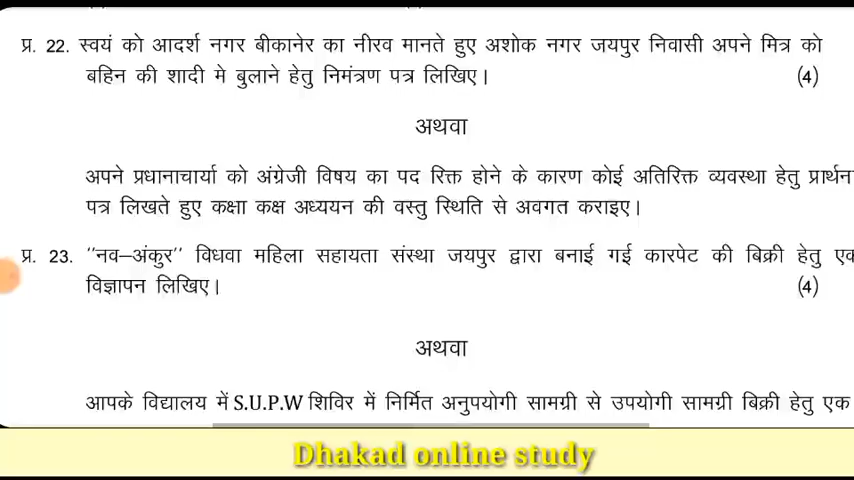 प्र. 22. स्वयं को आदर्श नगर बीकानेर का नीरव मानते हुए अशोक नगर जयपुर निवासी अपने मित्र को
बहिन की शादी मे बुलाने हेतु निमंत्रण पत्र लिखिए। (4)
अथवा
अपने प्रधानाचार्या को अंग्रेजी विषय का पद रिक्त होने के कारण कोई अतिरिक्त व्यवस्था हेतु प्रार्थन
पत्र लिखते हुए कक्षा कक्ष अध्ययन की वस्तु स्थिति से अवगत कराइए।
प्र. 23. "नव–अंकुर" विधवा महिला सहायता संस्था जयपुर द्वारा बनाई गई कारपेट की बिक्री हेतु एक
विज्ञापन लिखिए। (4)
अथवा
आपके विद्यालय में S.U.P.W शिविर में निर्मित अनुपयोगी सामग्री से उपयोगी सामग्री बिक्री हेतु एक
Dhakad online study